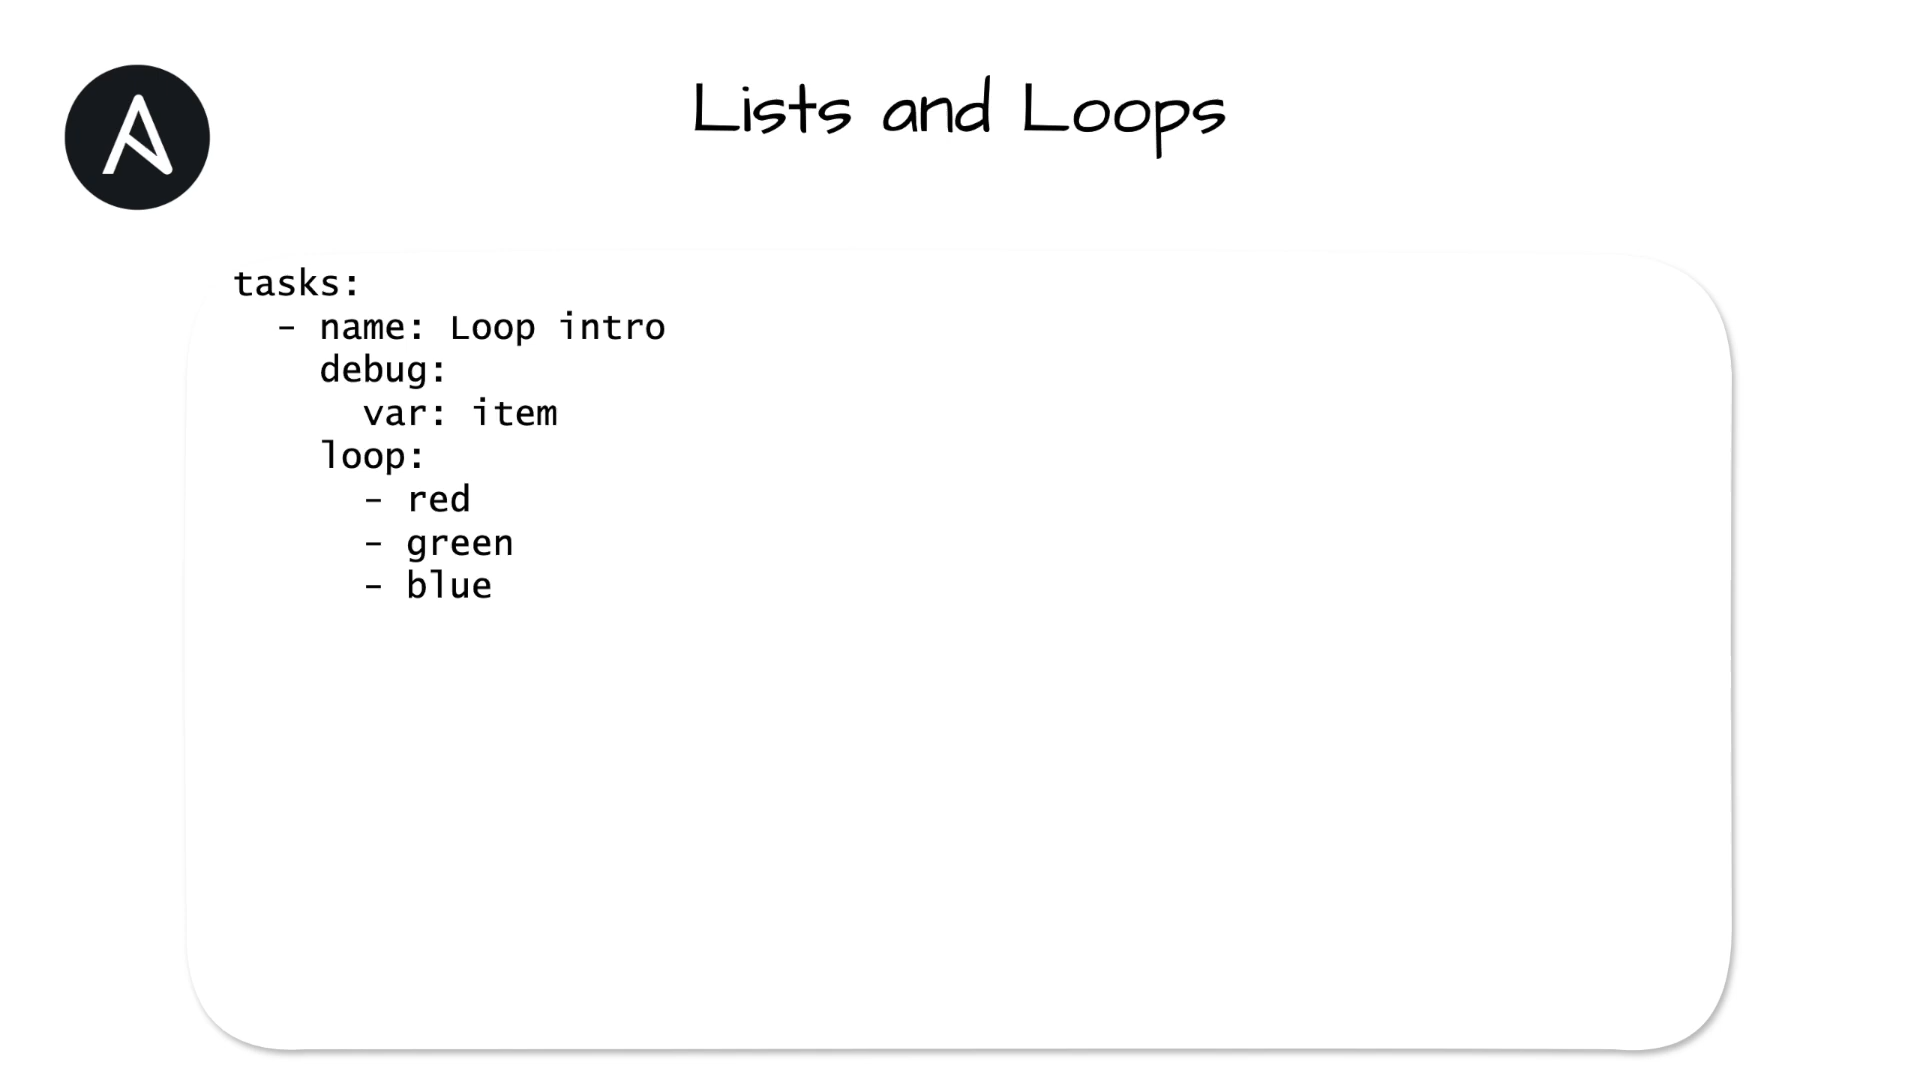 Lists and Loops
tasks:
  - name: Loop intro
    debug:
      var: item
    loop:
      - red
      - green
      - blue